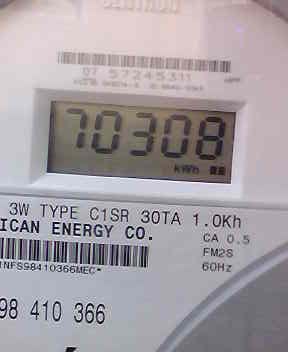 07 57245311
70308
kWh
3W TYPE C1SR 30TA 1.0Kh
ICAN ENERGY CO.
CA 0.5
FM2S
60Hz
INFS98410366MEC*
98 410 366